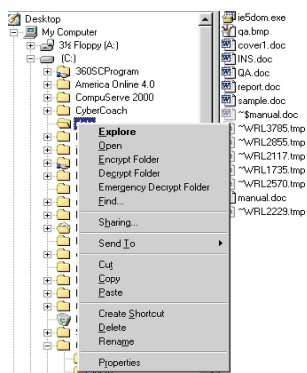 Desktop
My Computer
3½ Floppy (A:)
(C:)
360SCProgram
America Online 4.0
CompuServe 2000
CyberCoach
Explore
Open
Encrypt Folder
Decrypt Folder
Emergency Decrypt Folder
Find...
Sharing...
Send To
Cut
Copy
Paste
Create Shortcut
Delete
Rename
Properties
ie5dom.exe
qa.bmp
cover1.doc
INS.doc
QA.doc
report.doc
sample.doc
~$manual.doc
~WRL3785.tmp
~WRL2855.tmp
~WRL2117.tmp
~WRL1735.tmp
~WRL2570.tmp
manual.doc
~WRL2229.tmp